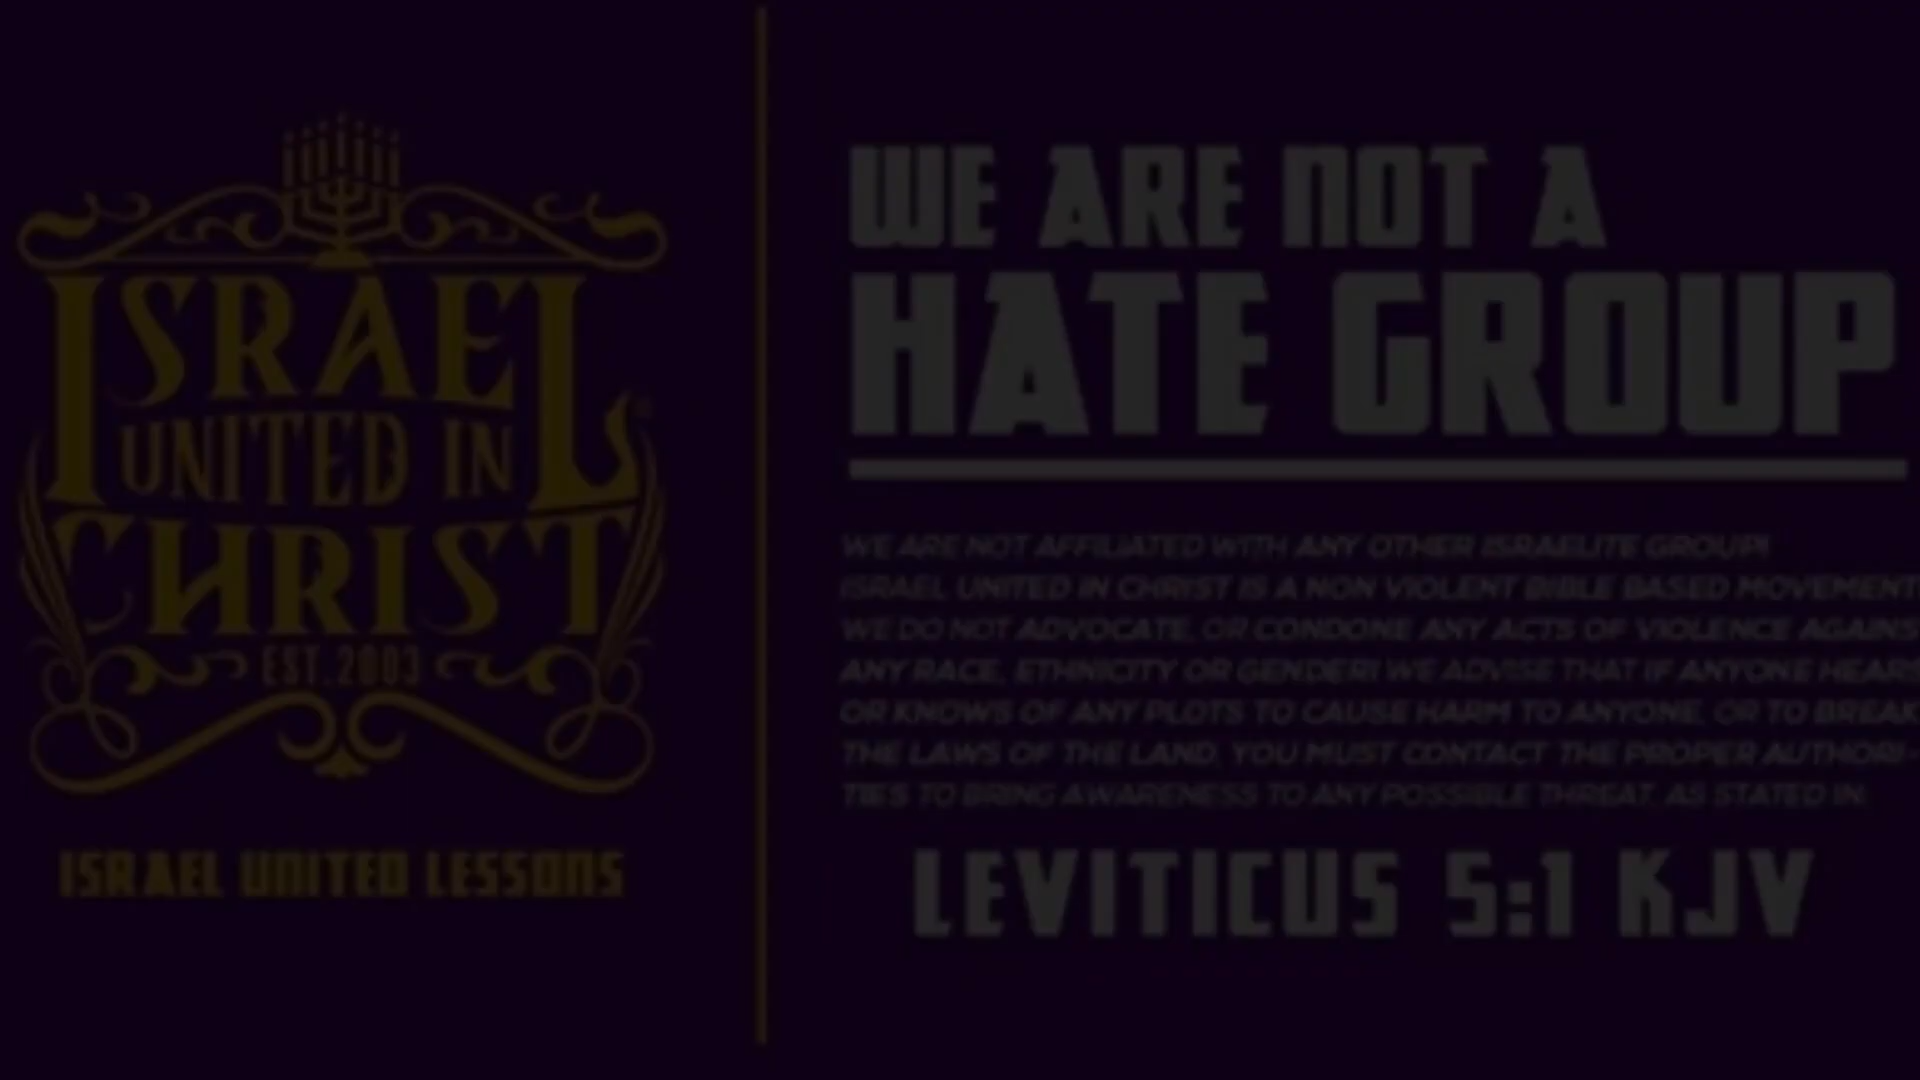 ISRAEL
UNITED IN
CHRIST
EST.2003
ISRAEL UNITED LESSONS
WE ARE NOT A
HATE GROUP
WE ARE NOT AFFILIATED WITH ANY OTHER ISRAELITE GROUP!
ISRAEL UNITED IN CHRIST IS A NON VIOLENT BIBLE BASED MOVEMENT!
WE DO NOT ADVOCATE, OR CONDONE ANY ACTS OF VIOLENCE AGAINS
ANY RACE, ETHNICITY OR GENDER! WE ADVISE THAT IF ANYONE HEARS
OR KNOWS OF ANY PLOTS TO CAUSE HARM TO ANYONE, OR TO BREAK
THE LAWS OF THE LAND, YOU MUST CONTACT THE PROPER AUTHORI-
TIES TO BRING AWARENESS TO ANY POSSIBLE THREAT, AS STATED IN:
LEVITICUS 5:1 KJV